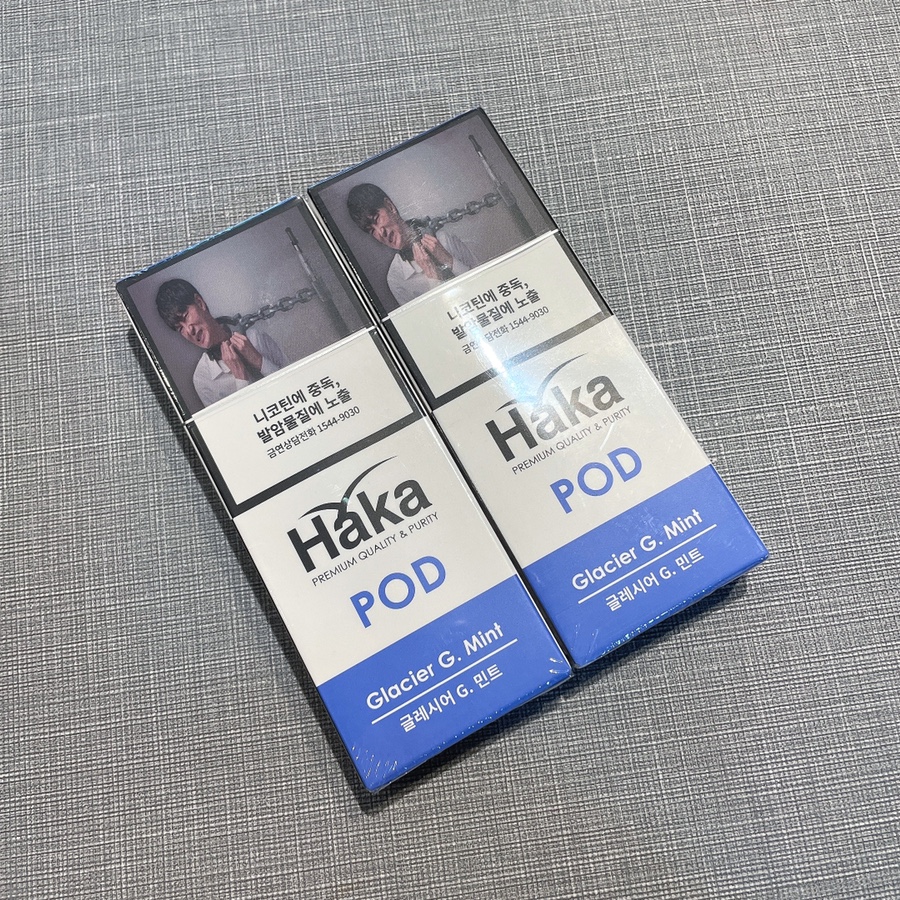 니코틴에 중독,
발암물질에 노출
금연상담전화 1544-9030
Haka
PREMIUM QUALITY & PURITY
POD
Glacier G. Mint
글레시어 G. 민트
니코틴에 중독,
발암물질에 노출
금연상담전화 1544-9030
Haka
PREMIUM QUALITY & PURITY
POD
Glacier G. Mint
글레시어 G. 민트